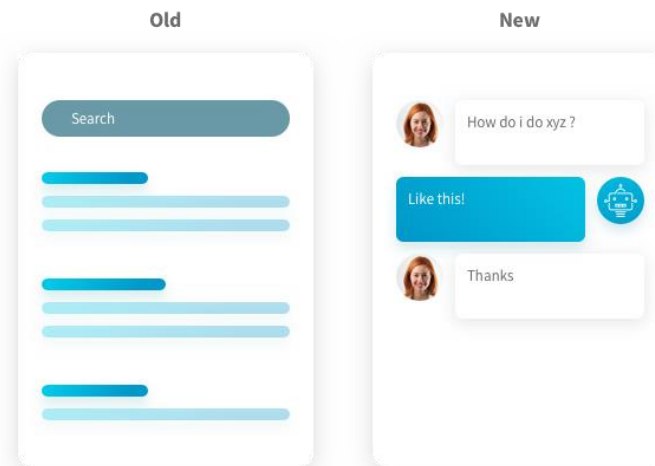 Old
New
Search
How do i do xyz ?
Like this!
Thanks